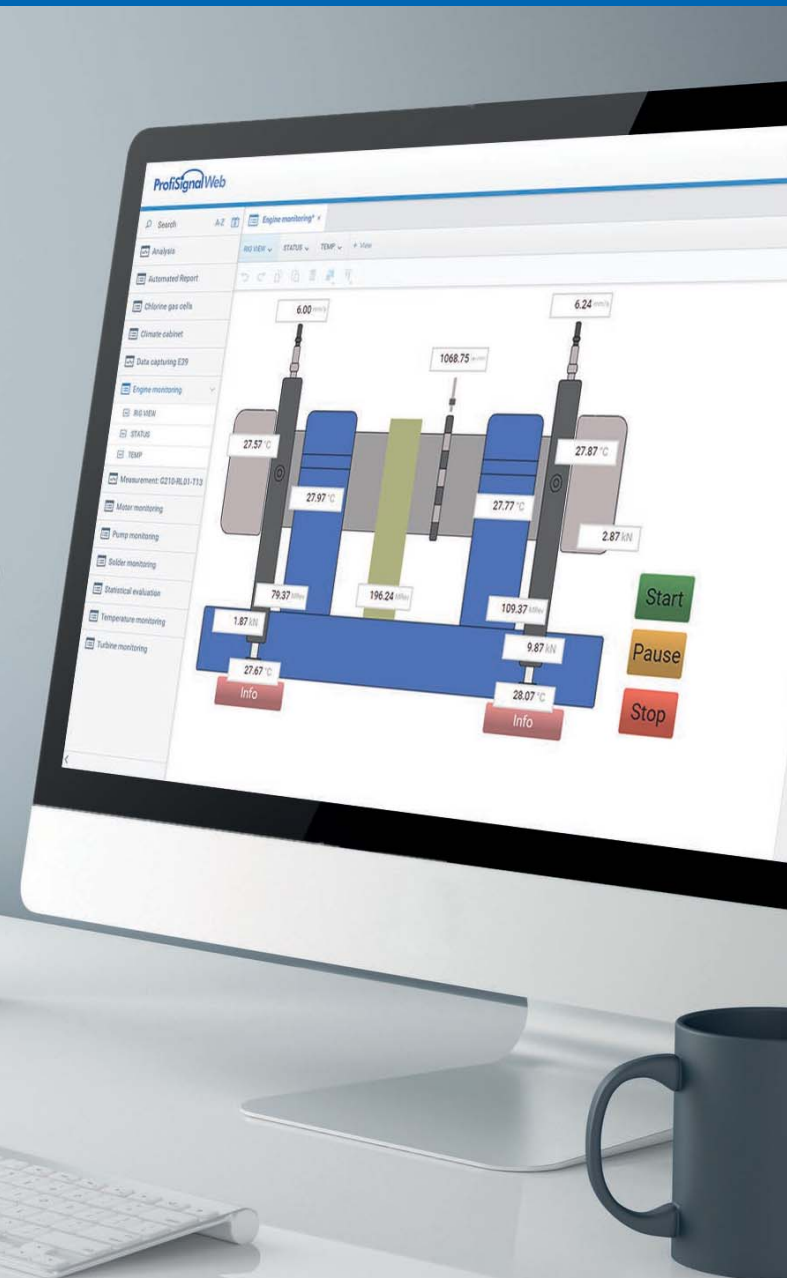 ProfiSignalWeb
Search A-Z
Engine monitoring* ×
RIG VIEW STATUS TEMP + View
Analysis
Automated Report
Chlorine gas cells
Climate cabinet
Data capturing E29
Engine monitoring
RIG VIEW
STATUS
TEMP
Measurement: G210-RL01-T13
Motor monitoring
Pump monitoring
Solder monitoring
Statistical evaluation
Temperature monitoring
Turbine monitoring
6.00 mm/s
6.24 mm/s
1068.75
27.57 °C
27.87 °C
27.97 °C
27.77 °C
2.87 kN
79.37
196.24
109.37
1.87 kN
9.87 kN
27.67 °C
28.07 °C
Info
Info
Start
Pause
Stop